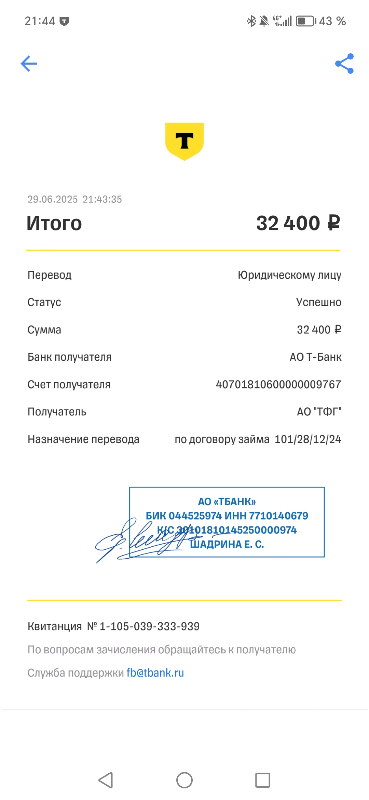 21:44
43 %
29.06.2025 21:43:35
Итого 32 400 ₽
Перевод Юридическому лицу
Статус Успешно
Сумма 32 400 ₽
Банк получателя АО Т-Банк
Счет получателя 40701810600000009767
Получатель АО "ТФГ"
Назначение перевода по договору займа 101/28/12/24
АО «ТБАНК»
БИК 044525974 ИНН 7710140679
К/С 30101810145250000974
ШАДРИНА Е. С.
Квитанция № 1-105-039-333-939
По вопросам зачисления обращайтесь к получателю
Служба поддержки fb@tbank.ru